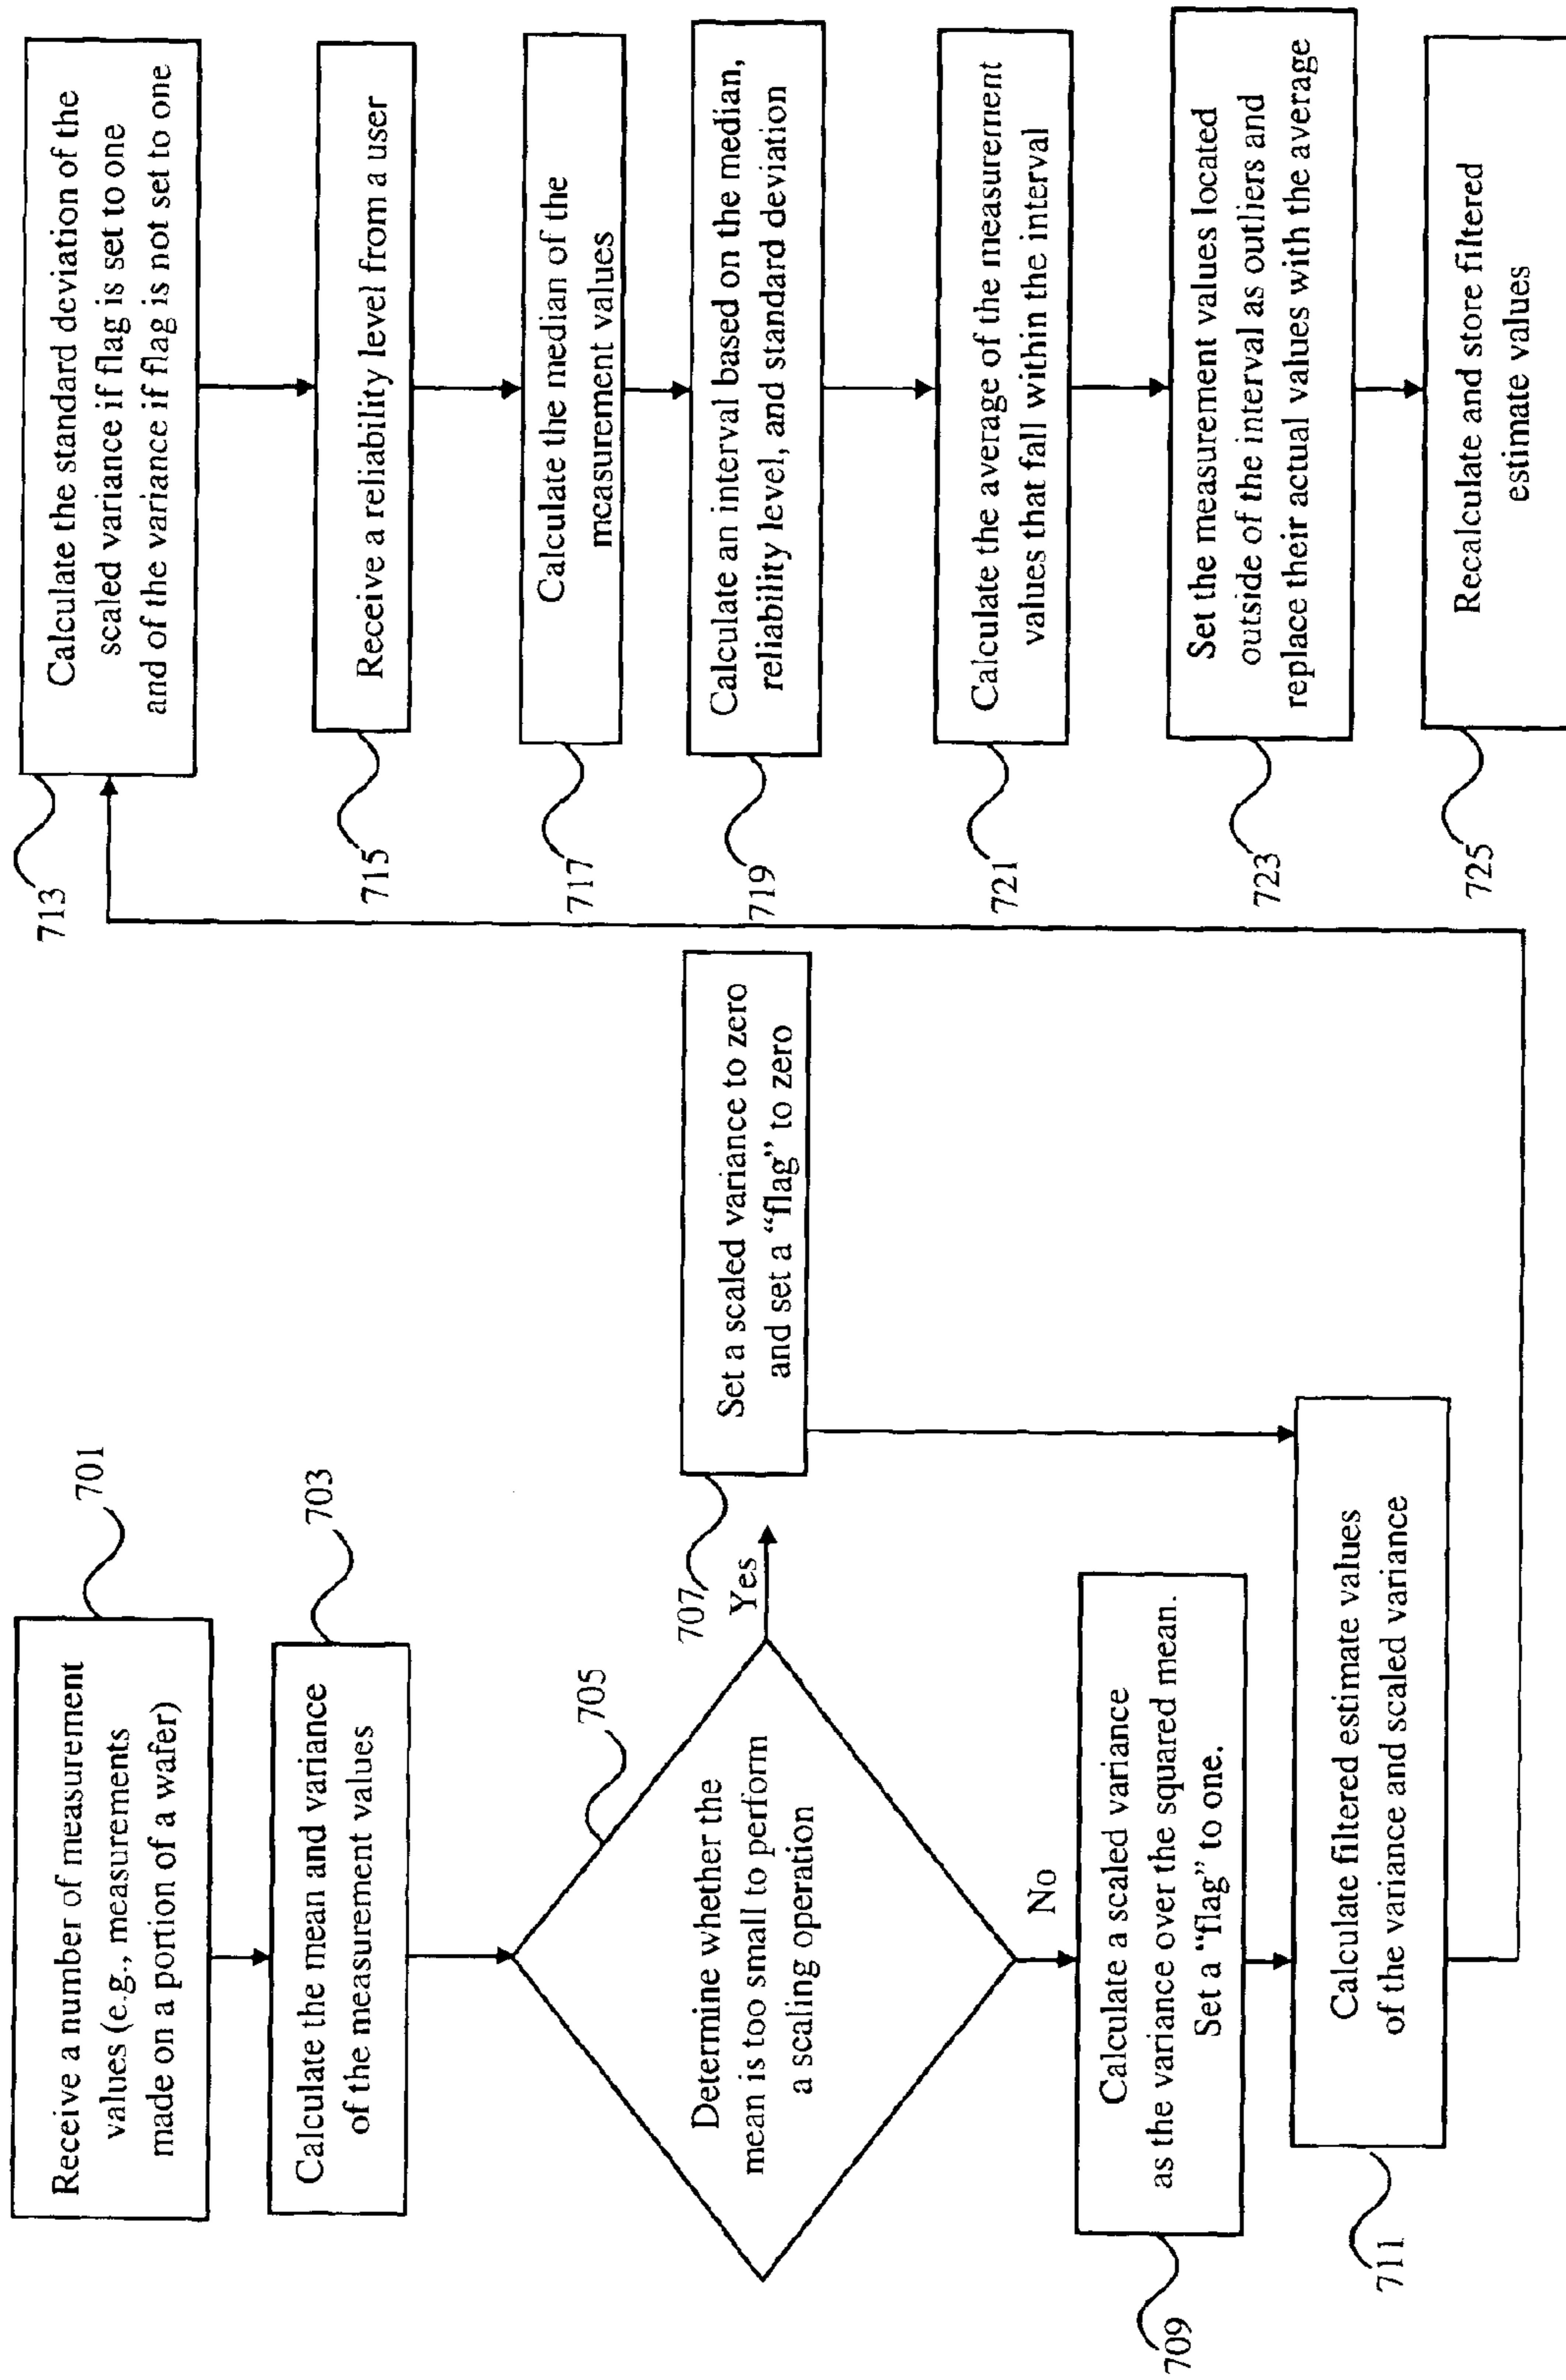 701
Receive a number of measurement
values (e.g., measurements
made on a portion of a wafer)
703
Calculate the mean and variance
of the measurement values
705
Determine whether the
mean is too small to perform
a scaling operation
Yes
707
Set a scaled variance to zero
and set a “flag” to zero
No
709
Calculate a scaled variance
as the variance over the squared mean.
Set a “flag” to one.
711
Calculate filtered estimate values
of the variance and scaled variance
713
Calculate the standard deviation of the
scaled variance if flag is set to one
and of the variance if flag is not set to one
715
Receive a reliability level from a user
717
Calculate the median of the
measurement values
719
Calculate an interval based on the median,
reliability level, and standard deviation
721
Calculate the average of the measurement
values that fall within the interval
723
Set the measurement values located
outside of the interval as outliers and
replace their actual values with the average
725
Recalculate and store filtered
estimate values